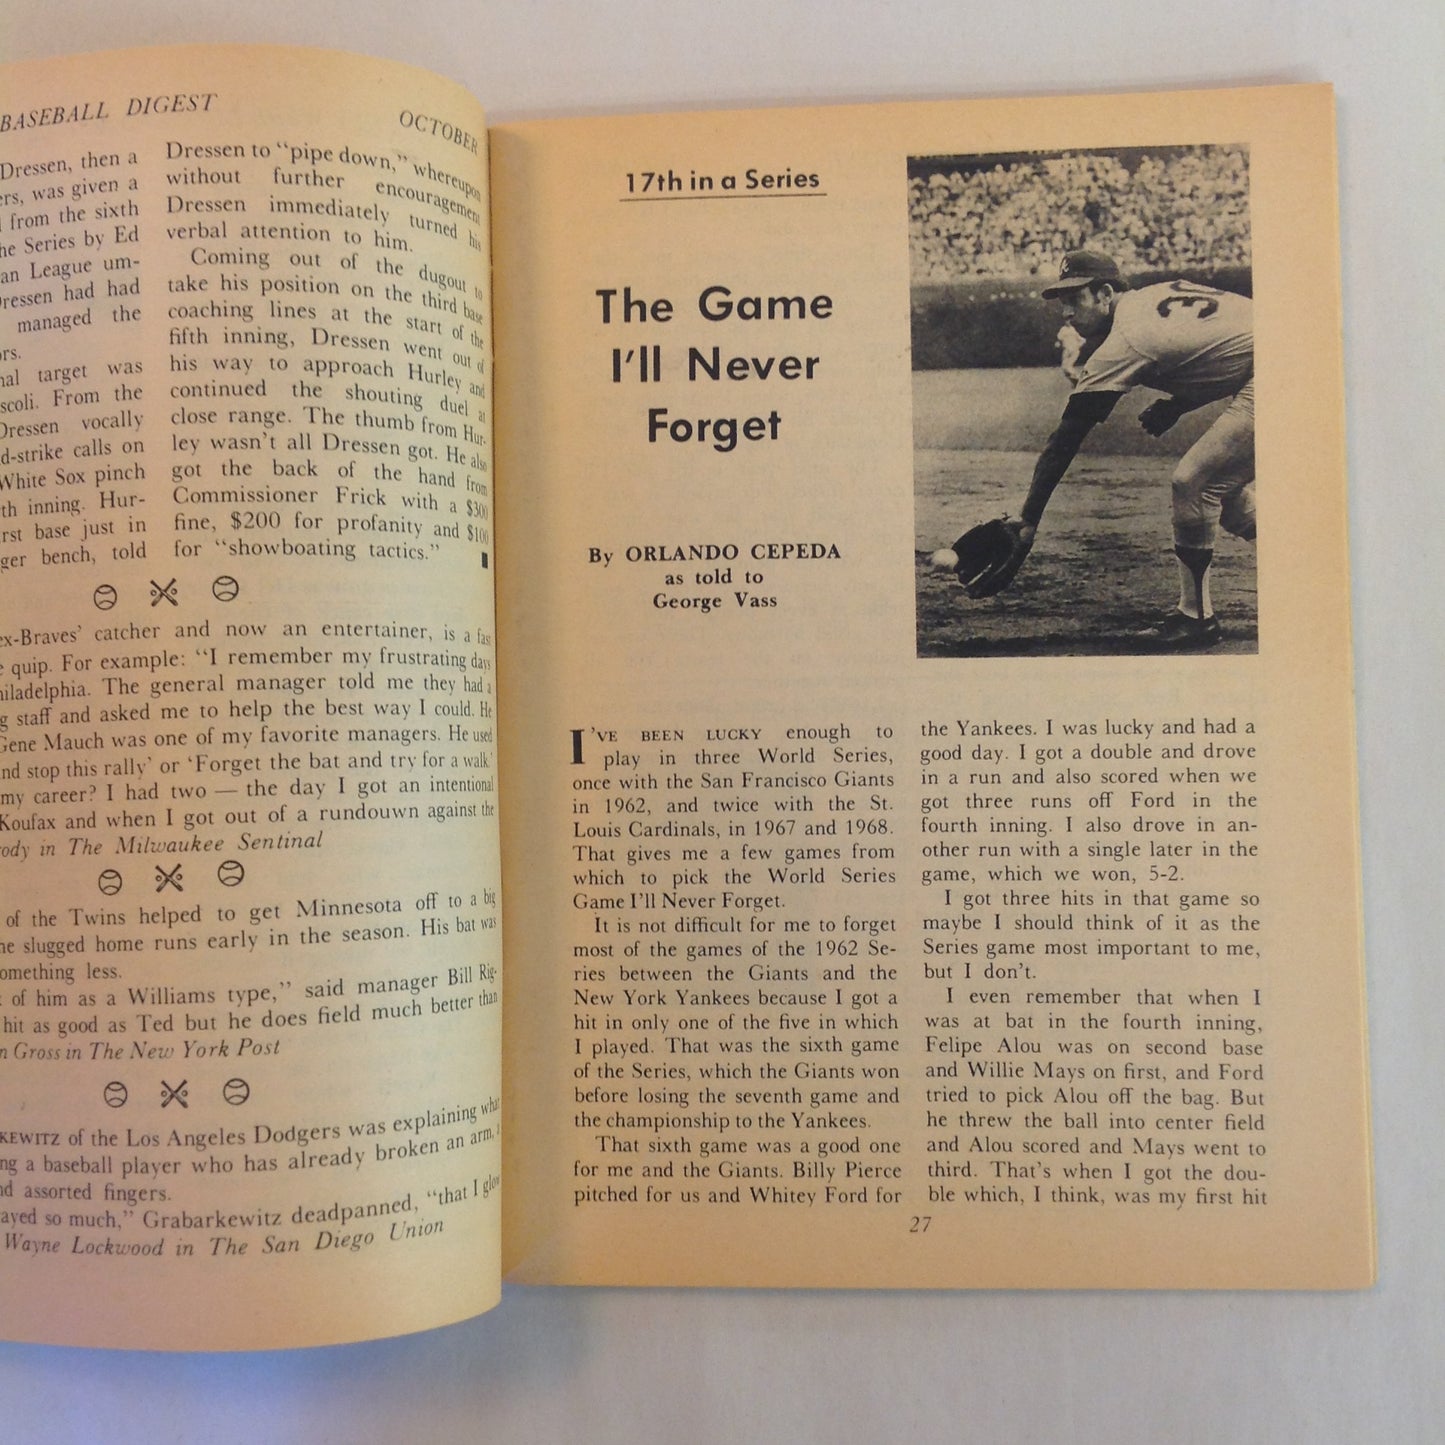 BASEBALL DIGEST
OCTOBER
Dressen, then a
ers, was given a
from the sixth
he Series by Ed
an League um-
Dressen had had
managed the
ors.
nal target was
scoli. From the
Dressen vocally
d-strike calls on
White Sox pinch
th inning. Hur-
rst base just in
ger bench, told
Dressen to “pipe down,” whereupon
without further encouragement
Dressen immediately turned his
verbal attention to him.
Coming out of the dugout to
take his position on the third base
coaching lines at the start of the
fifth inning, Dressen went out of
his way to approach Hurley and
continued the shouting duel at
close range. The thumb from Hur-
ley wasn't all Dressen got. He also
got the back of the hand from
Commissioner Frick with a $300
fine, $200 for profanity and $100
for “showboating tactics.”
ex-Braves' catcher and now an entertainer, is a fast
e quip. For example: “I remember my frustrating days
hiladelphia. The general manager told me they had a
g staff and asked me to help the best way I could. He
Gene Mauch was one of my favorite managers. He used
nd stop this rally' or 'Forget the bat and try for a walk.'
my career? I had two — the day I got an intentional
Koufax and when I got out of a rundouwn against the
ody in The Milwaukee Sentinal
of the Twins helped to get Minnesota off to a big
he slugged home runs early in the season. His bat was
omething less.
of him as a Williams type,” said manager Bill Rig-
hit as good as Ted but he does field much better than
n Gross in The New York Post
KEWITZ of the Los Angeles Dodgers was explaining what
ng a baseball player who has already broken an arm, a
nd assorted fingers.
ayed so much,” Grabarkewitz deadpanned, “that I glow
Wayne Lockwood in The San Diego Union
17th in a Series
The Game
I'll Never
Forget
By ORLANDO CEPEDA
as told to
George Vass
I'VE BEEN LUCKY enough to
play in three World Series,
once with the San Francisco Giants
in 1962, and twice with the St.
Louis Cardinals, in 1967 and 1968.
That gives me a few games from
which to pick the World Series
Game I'll Never Forget.
It is not difficult for me to forget
most of the games of the 1962 Se-
ries between the Giants and the
New York Yankees because I got a
hit in only one of the five in which
I played. That was the sixth game
of the Series, which the Giants won
before losing the seventh game and
the championship to the Yankees.
That sixth game was a good one
for me and the Giants. Billy Pierce
pitched for us and Whitey Ford for
the Yankees. I was lucky and had a
good day. I got a double and drove
in a run and also scored when we
got three runs off Ford in the
fourth inning. I also drove in an-
other run with a single later in the
game, which we won, 5-2.
I got three hits in that game so
maybe I should think of it as the
Series game most important to me,
but I don't.
I even remember that when I
was at bat in the fourth inning,
Felipe Alou was on second base
and Willie Mays on first, and Ford
tried to pick Alou off the bag. But
he threw the ball into center field
and Alou scored and Mays went to
third. That's when I got the dou-
ble which, I think, was my first hit
27